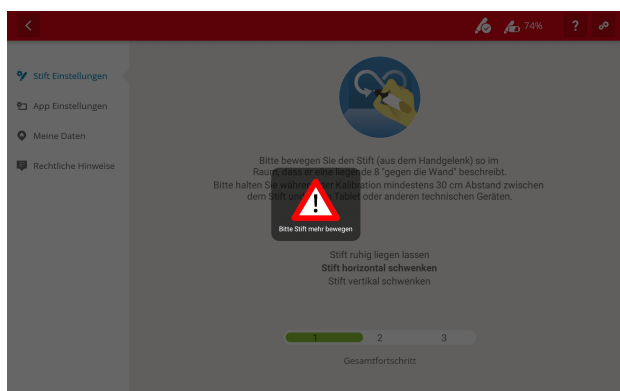 74%
?
Stift Einstellungen
App Einstellungen
Meine Daten
Rechtliche Hinweise
Bitte bewegen Sie den Stift (aus dem Handgelenk) so im
Raum, dass er eine liegende 8 "gegen die Wand" beschreibt.
Bitte halten Sie während der Kalibration mindestens 30 cm Abstand zwischen
dem Stift und Tablet oder anderen technischen Geräten.
Bitte Stift mehr bewegen
Stift ruhig liegen lassen
Stift horizontal schwenken
Stift vertikal schwenken
1 2 3
Gesamtfortschritt